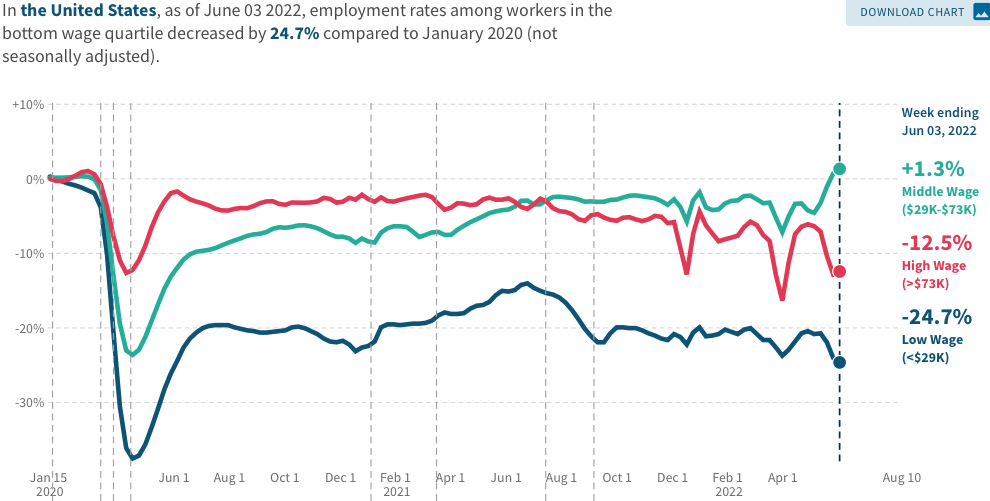 In the United States, as of June 03 2022, employment rates among workers in the
bottom wage quartile decreased by 24.7% compared to January 2020 (not
seasonally adjusted).
DOWNLOAD CHART
+10%
0%
-10%
-20%
-30%
Week ending
Jun 03, 2022
+1.3%
Middle Wage
($29K-$73K)
-12.5%
High Wage
(>$73K)
-24.7%
Low Wage
(<$29K)
Jan 15
2020
Jun 1
Aug 1
Oct 1
Dec 1
Feb 1
2021
Apr 1
Jun 1
Aug 1
Oct 1
Dec 1
Feb 1
2022
Apr 1
Aug 10